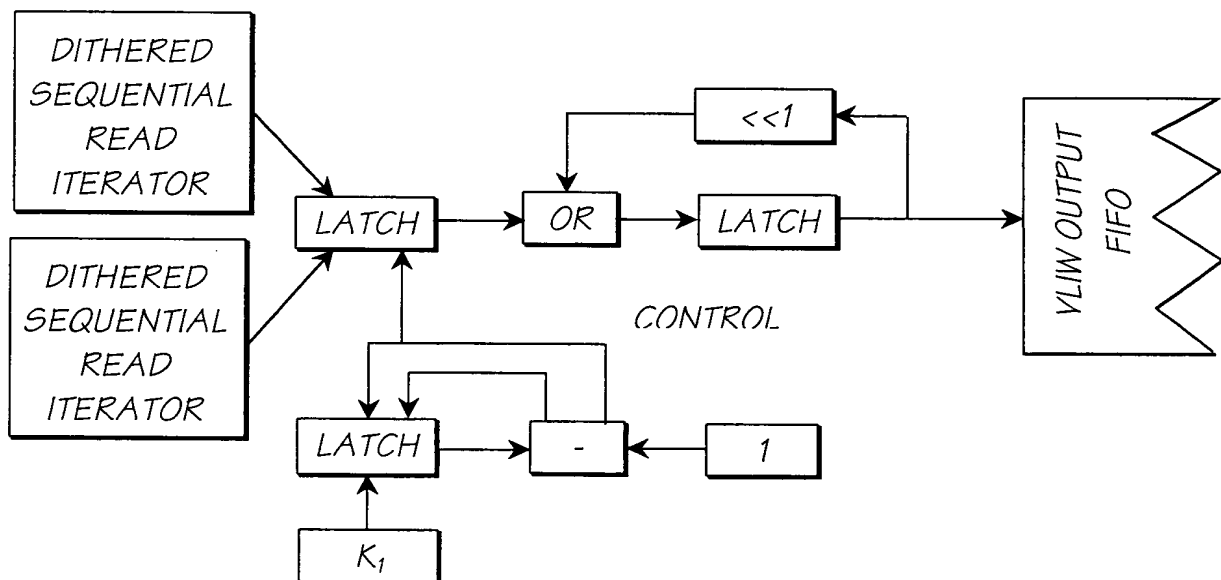 DITHERED
SEQUENTIAL
READ
ITERATOR
DITHERED
SEQUENTIAL
READ
ITERATOR
LATCH
OR
<<1
LATCH
VLIW OUTPUT
FIFO
CONTROL
LATCH
-
1
K₁